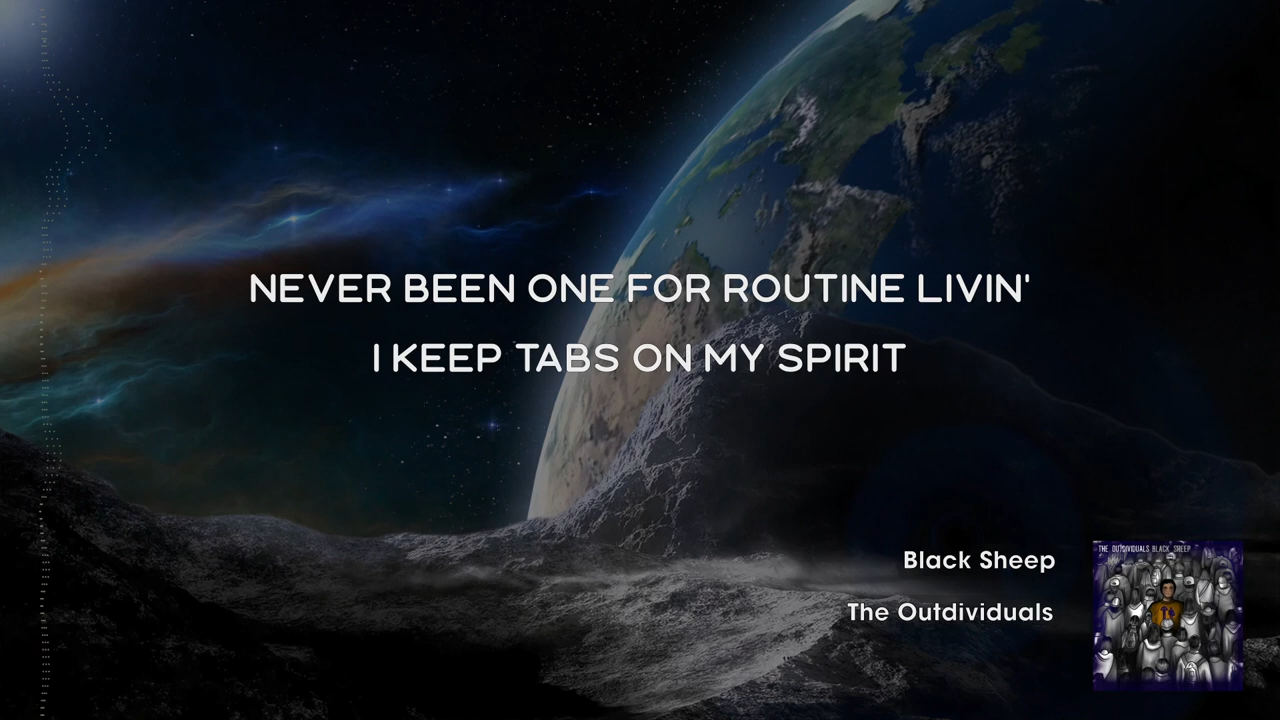 NEVER BEEN ONE FOR ROUTINE LIVIN'
I KEEP TABS ON MY SPIRIT
Black Sheep
The Outdividuals
THE OUTDIVIDUALS BLACK SHEEP